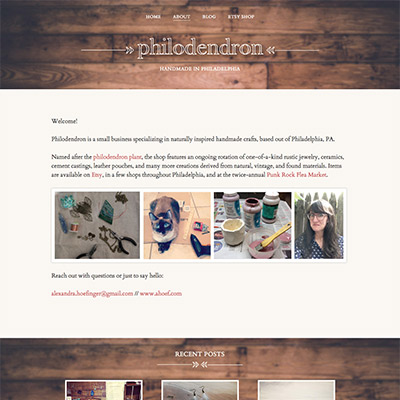 HOME ABOUT BLOG ETSY SHOP
philodendron
HANDMADE IN PHILADELPHIA
Welcome!
Philodendron is a small business specializing in naturally inspired handmade crafts, based out of Philadelphia, PA.
Named after the philodendron plant, the shop features an ongoing rotation of one-of-a-kind rustic jewelry, ceramics,
cement castings, leather pouches, and many more creations derived from natural, vintage, and found materials. Items
are available on Etsy, in a few shops throughout Philadelphia, and at the twice-annual Punk Rock Flea Market.
Reach out with questions or just to say hello:
alexandra.hoefinger@gmail.com // www.ahoef.com
RECENT POSTS